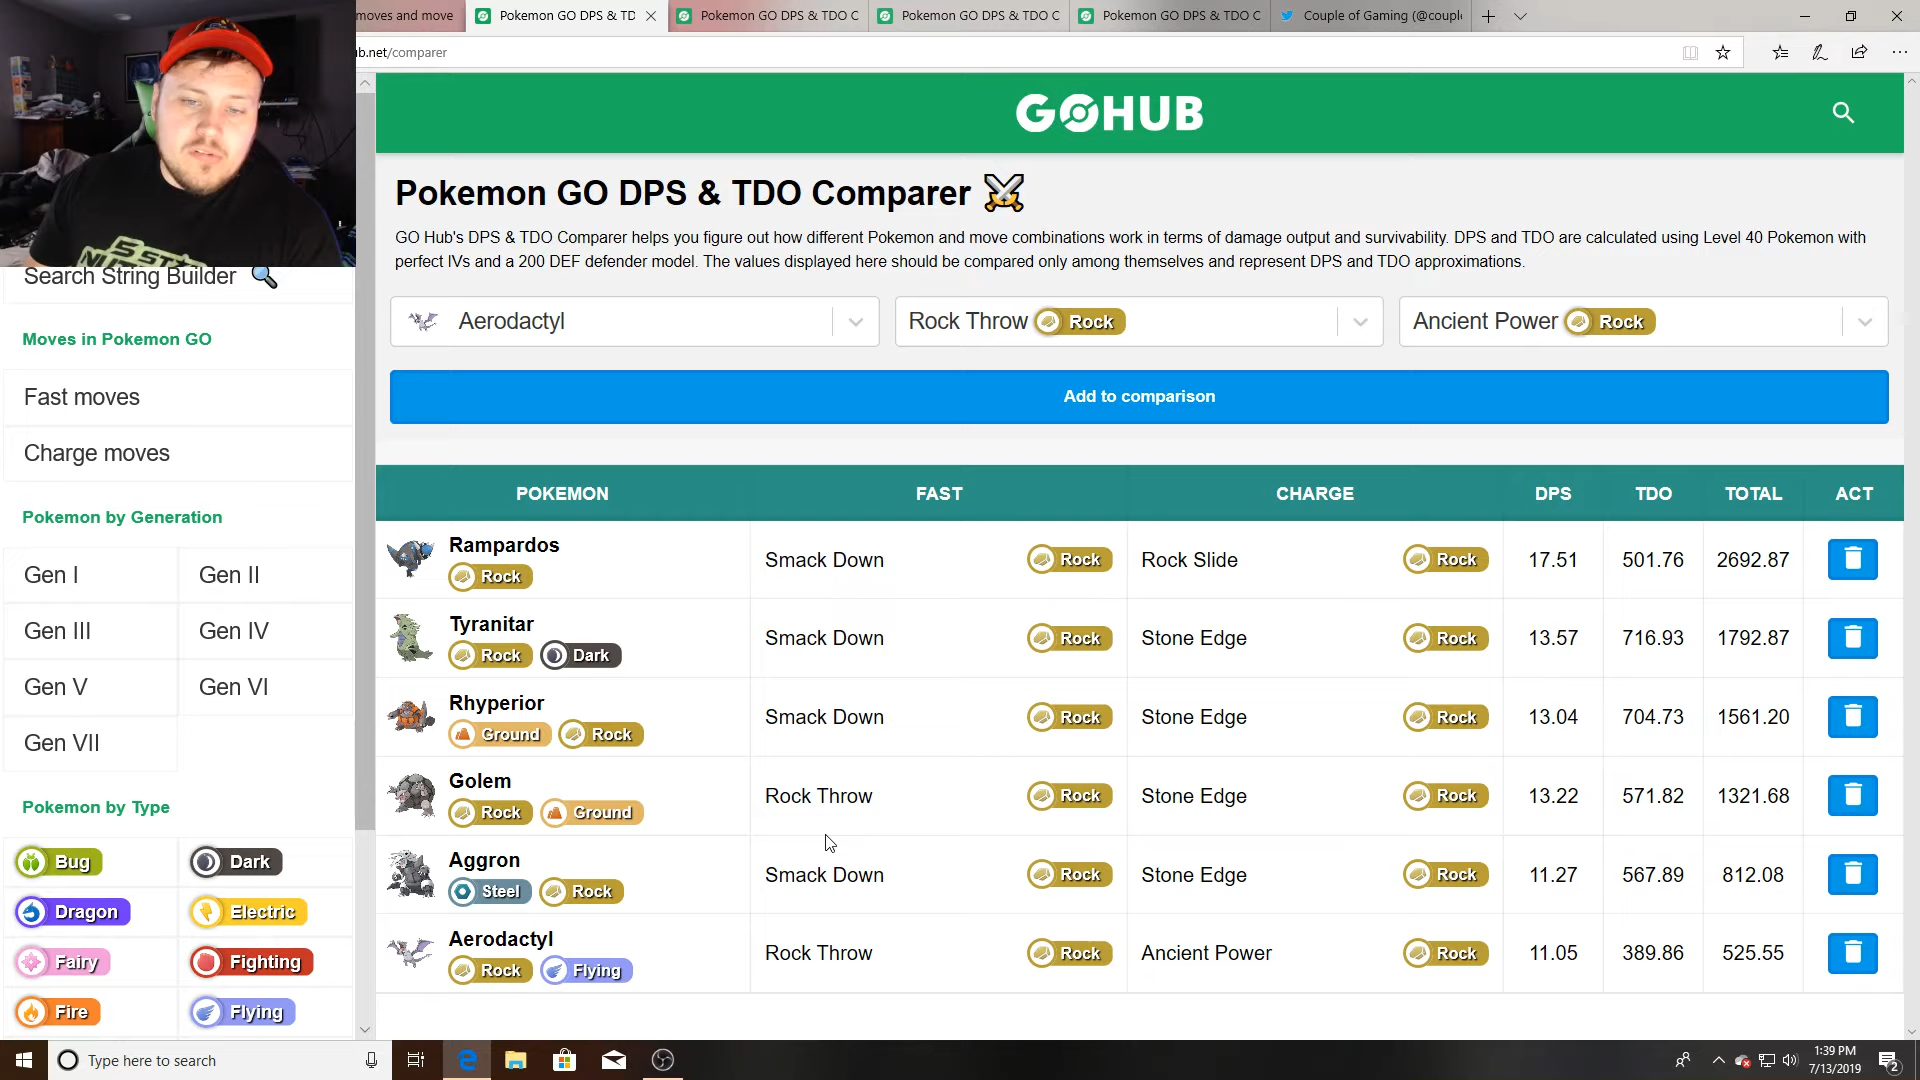 moves and move
Pokemon GO DPS & TD
Pokemon GO DPS & TDO C
Pokemon GO DPS & TDO C
Pokemon GO DPS & TDO C
Couple of Gaming (@couple
b.net/comparer
GOHUB
Pokemon GO DPS & TDO Comparer
GO Hub's DPS & TDO Comparer helps you figure out how different Pokemon and move combinations work in terms of damage output and survivability. DPS and TDO are calculated using Level 40 Pokemon with
perfect IVs and a 200 DEF defender model. The values displayed here should be compared only among themselves and represent DPS and TDO approximations.
Aerodactyl
Rock Throw Rock
Ancient Power Rock
Add to comparison
Search String Builder
Moves in Pokemon GO
Fast moves
Charge moves
Pokemon by Generation
Gen I Gen II
Gen III Gen IV
Gen V Gen VI
Gen VII
Pokemon by Type
Bug Dark
Dragon Electric
Fairy Fighting
Fire Flying
POKEMON FAST CHARGE DPS TDO TOTAL ACT
Rampardos
Rock
Smack Down Rock Rock Slide Rock 17.51 501.76 2692.87
Tyranitar
Rock Dark
Smack Down Rock Stone Edge Rock 13.57 716.93 1792.87
Rhyperior
Ground Rock
Smack Down Rock Stone Edge Rock 13.04 704.73 1561.20
Golem
Rock Ground
Rock Throw Rock Stone Edge Rock 13.22 571.82 1321.68
Aggron
Steel Rock
Smack Down Rock Stone Edge Rock 11.27 567.89 812.08
Aerodactyl
Rock Flying
Rock Throw Rock Ancient Power Rock 11.05 389.86 525.55
Type here to search
1:39 PM
7/13/2019
2